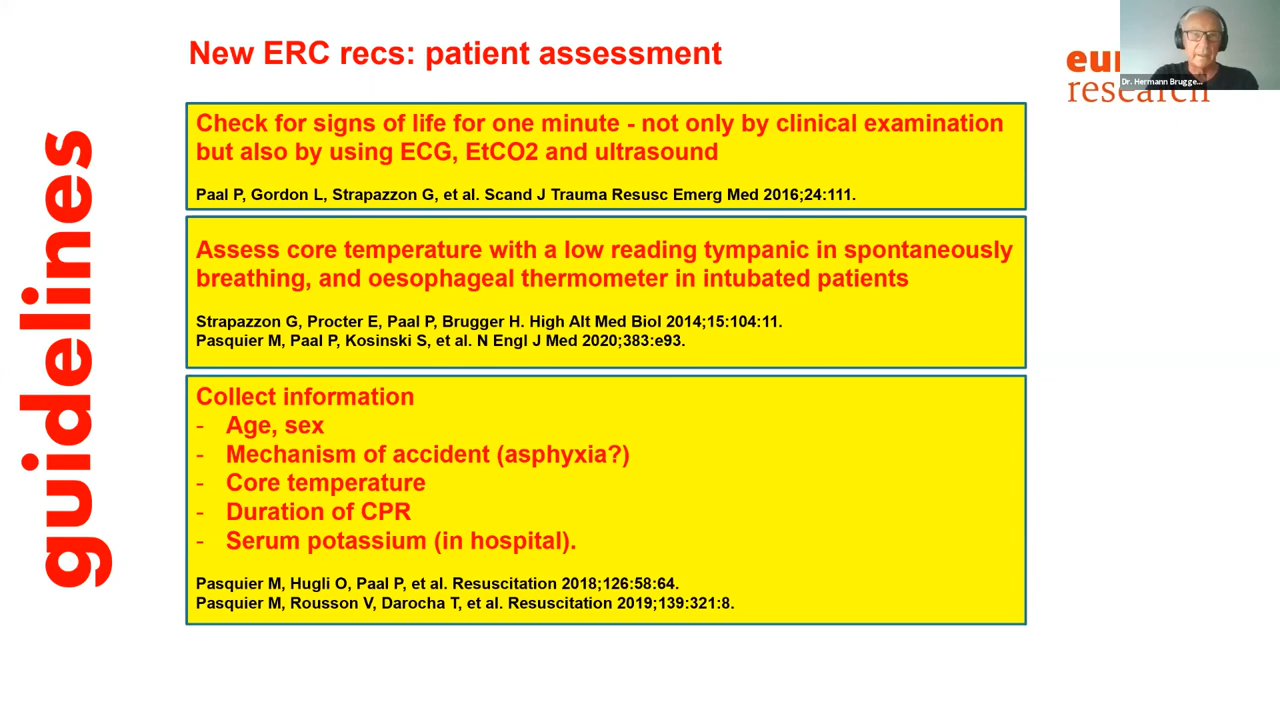 New ERC recs: patient assessment
Dr. Hermann Brugge...
research
guidelines
Check for signs of life for one minute - not only by clinical examination
but also by using ECG, EtCO2 and ultrasound
Paal P, Gordon L, Strapazzon G, et al. Scand J Trauma Resusc Emerg Med 2016;24:111.
Assess core temperature with a low reading tympanic in spontaneously
breathing, and oesophageal thermometer in intubated patients
Strapazzon G, Procter E, Paal P, Brugger H. High Alt Med Biol 2014;15:104:11.
Pasquier M, Paal P, Kosinski S, et al. N Engl J Med 2020;383:e93.
Collect information
- Age, sex
- Mechanism of accident (asphyxia?)
- Core temperature
- Duration of CPR
- Serum potassium (in hospital).
Pasquier M, Hugli O, Paal P, et al. Resuscitation 2018;126:58:64.
Pasquier M, Rousson V, Darocha T, et al. Resuscitation 2019;139:321:8.